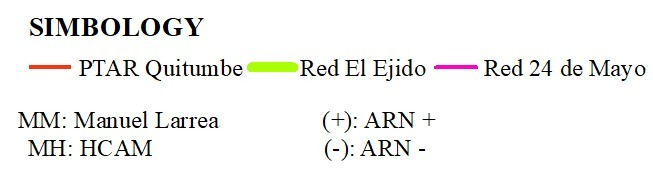 SIMBOLOGY
PTAR Quitumbe Red El Ejido Red 24 de Mayo
MM: Manuel Larrea (+): ARN +
MH: HCAM (-): ARN -